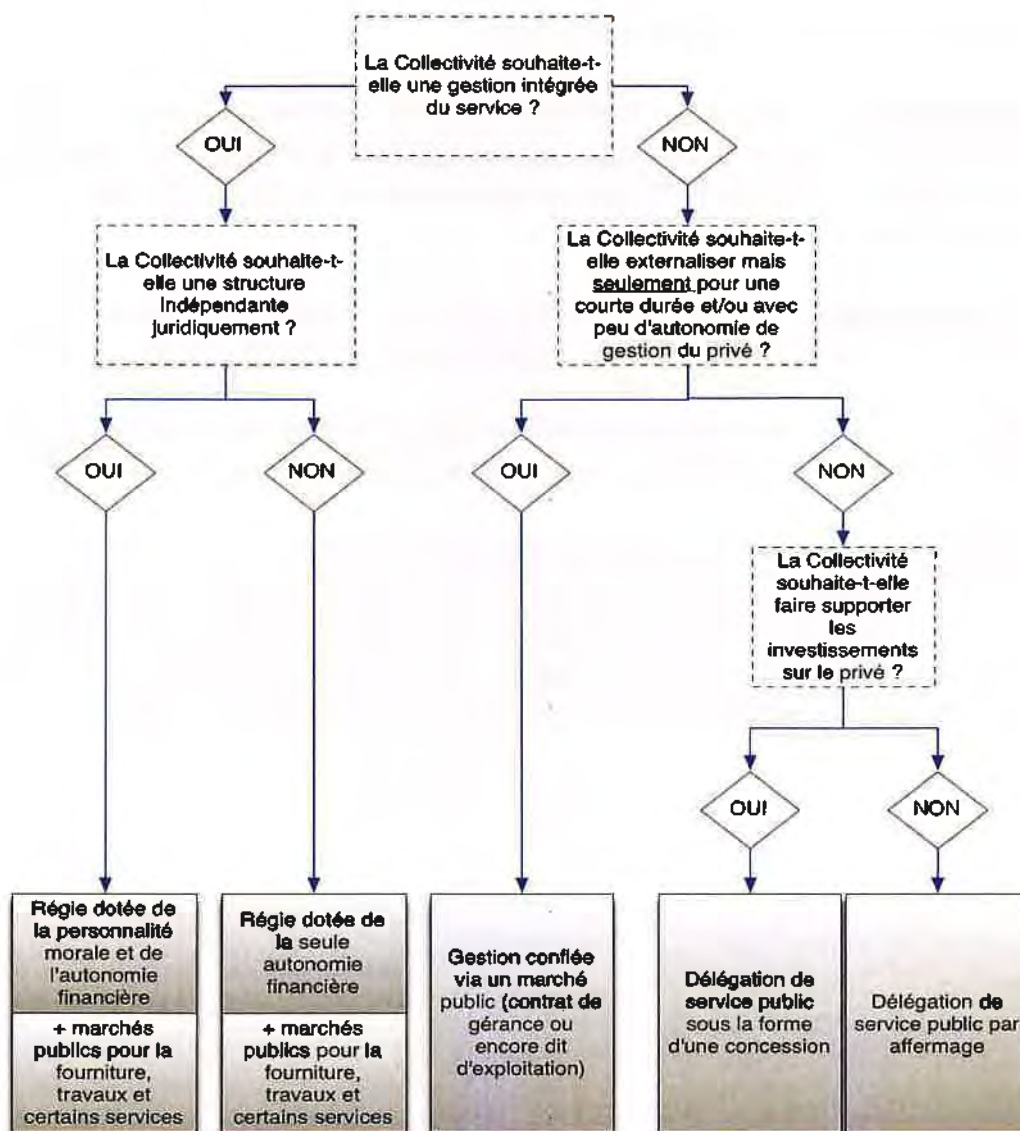 La Collectivité souhaite-t-
elle une gestion intégrée
du service ?
OUI
NON
La Collectivité souhaite-t-
elle une structure
indépendante
juridiquement ?
La Collectivité souhaite-t-
elle externaliser mais
seulement pour une
courte durée et/ou avec
peu d'autonomie de
gestion du privé ?
OUI
NON
OUI
NON
La Collectivité
souhaite-t-elle
faire supporter
les
investissements
sur le privé ?
OUI
NON
Régie dotée de
la personnalité
morale et de
l'autonomie
financière
+ marchés
publics pour la
fourniture,
travaux et
certains services
Régie dotée de
la seule
autonomie
financière
+ marchés
publics pour la
fourniture,
travaux et
certains services
Gestion confiée
via un marché
public (contrat de
gérance ou
encore dit
d'exploitation)
Délégation de
service public
sous la forme
d'une concession
Délégation de
service public par
affermage